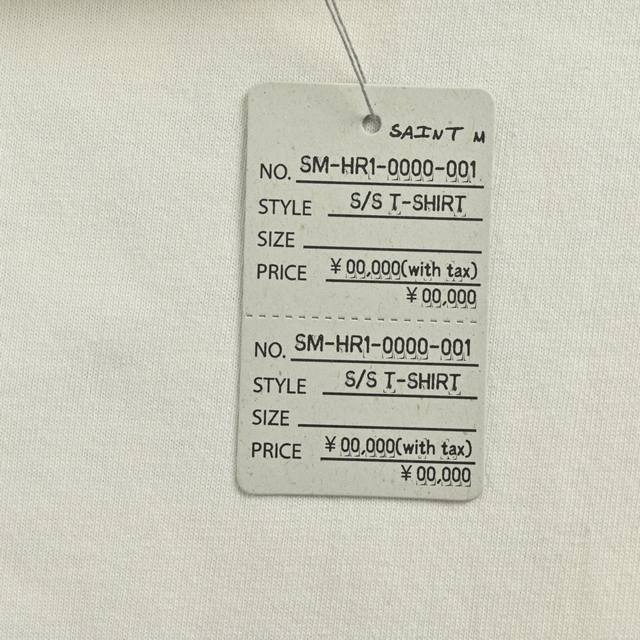 SAINT M
NO. SM-HR1-0000-001
STYLE S/S T-SHIRT
SIZE
PRICE ¥00,000(with tax)
¥00,000
NO. SM-HR1-0000-001
STYLE S/S T-SHIRT
SIZE
PRICE ¥00,000(with tax)
¥00,000